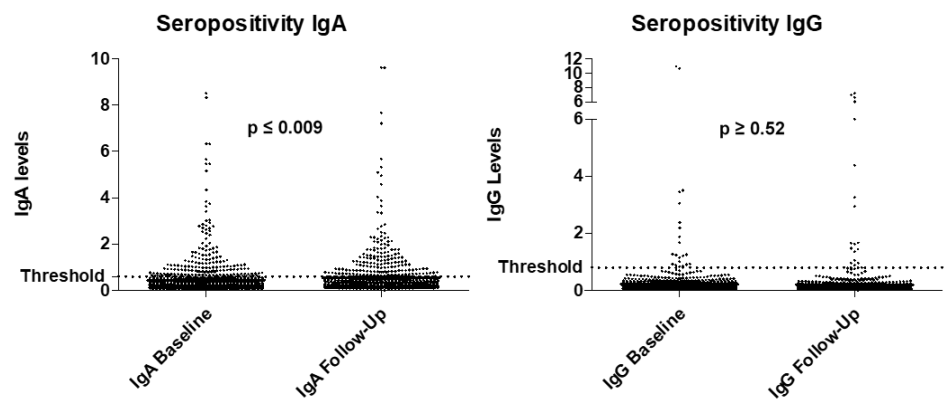 Seropositivity IgA
10
8
6
4
2
0
IgA levels
Threshold
p ≤ 0.009
IgA Baseline
IgA Follow-Up
Seropositivity IgG
12
10
8
6
6
4
2
0
IgG Levels
Threshold
p ≥ 0.52
IgG Baseline
IgG Follow-Up